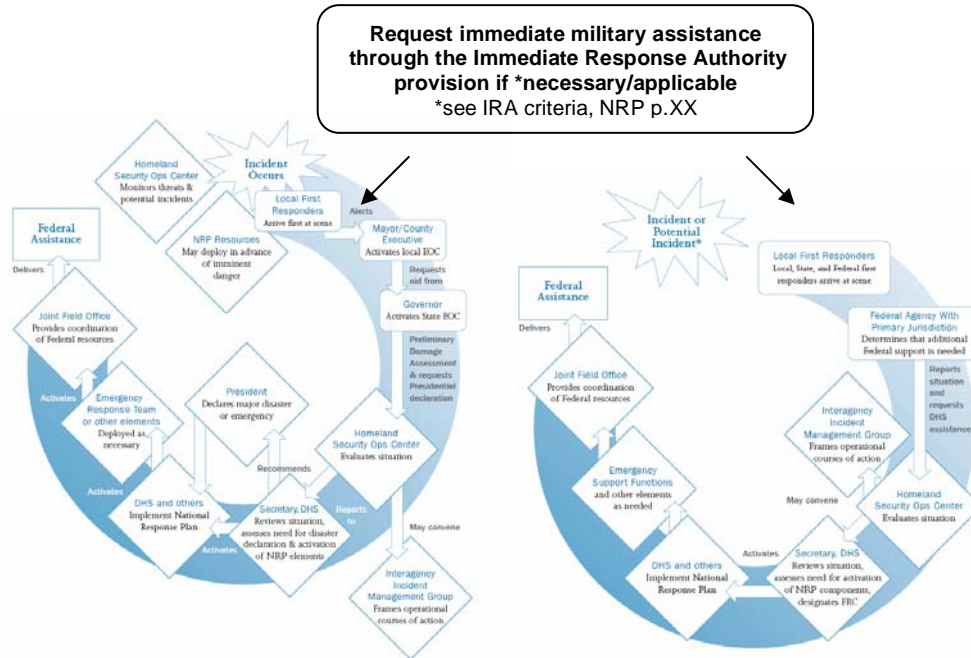 Request immediate military assistance
through the Immediate Response Authority
provision if *necessary/applicable
*see IRA criteria, NRP p.XX
Homeland
Security Ops Center
Monitors threats &
potential incidents
Incident
Occurs
Local First
Responders
Arrive first at scene
Alerts
Mayor/County
Executive
Activates local EOC
Federal
Assistance
NRP Resources
May deploy in advance
of imminent
danger
Delivers
Requests
aid from
Governor
Activates State EOC
Joint Field Office
Provides coordination
of Federal resources
Preliminary
Damage
Assessment
& requests
Presidential
declaration
Activates
Emergency
Response Team
or other elements
Deployed as
necessary
President
Declares major disaster
or emergency
Homeland
Security Ops Center
Evaluates situation
Recommends
Activates
DHS and others
Implement National
Response Plan
Activates
Secretary, DHS
Reviews situation,
assesses need for disaster
declaration & activation
of NRP elements
Reports
to
May convene
Interagency
Incident
Management Group
Frames operational
courses of action
Incident or
Potential
Incident*
Local First Responders
Local, State, and Federal first
responders arrive at scene
Federal
Assistance
Federal Agency With
Primary Jurisdiction
Determines that additional
Federal support is needed
Delivers
Joint Field Office
Provides coordination
of Federal resources
Reports
situation
and
requests
DHS
assistance
Interagency
Incident
Management Group
Frames operational
courses of action
Emergency
Support Functions
and other elements
as needed
May convene
Homeland
Security Ops Center
Evaluates situation
DHS and others
Implement National
Response Plan
Activates
Secretary, DHS
Reviews situation,
assesses need for activation
of NRP components,
designates FRC